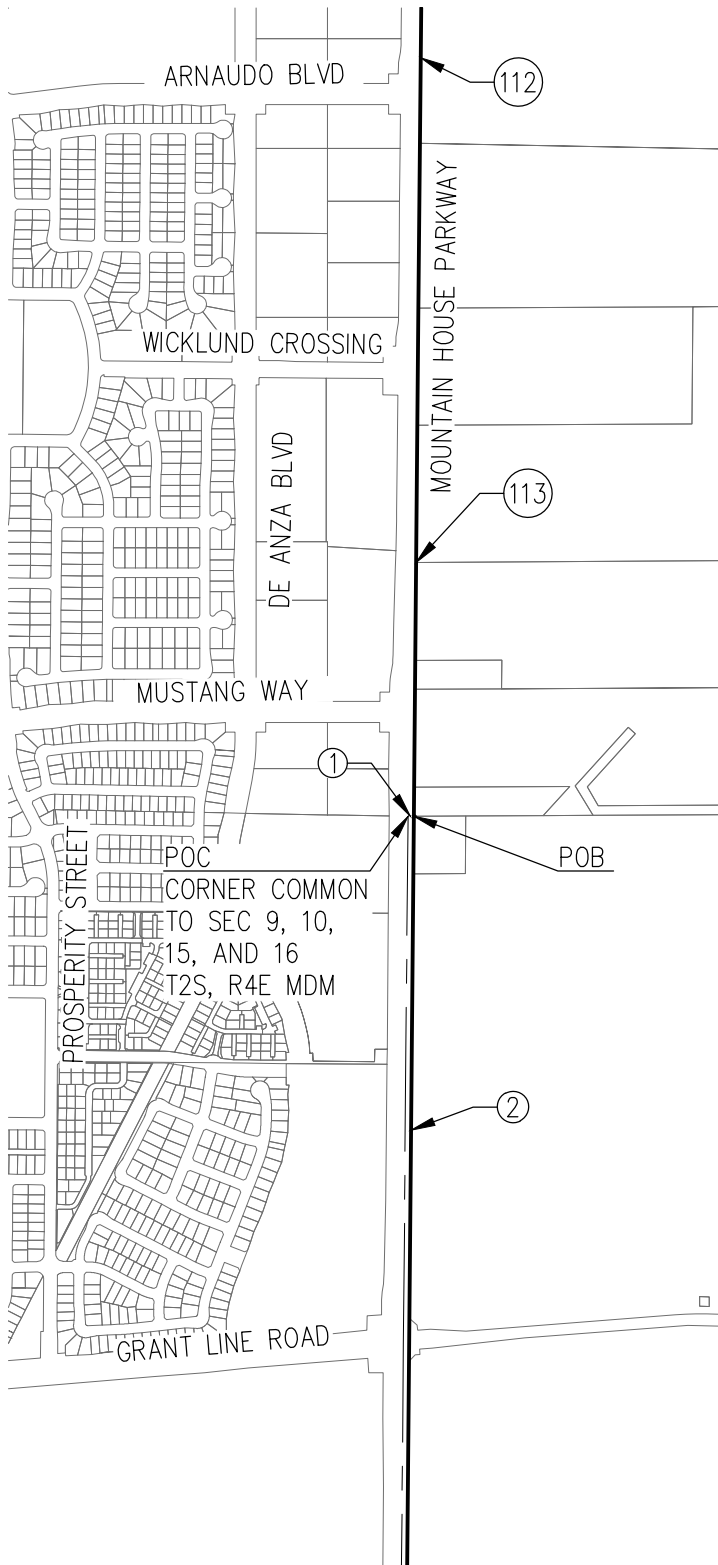 ARNAUDO BLVD
112
MOUNTAIN HOUSE PARKWAY
WICKLUND CROSSING
DE ANZA BLVD
113
MUSTANG WAY
1
POC
CORNER COMMON
TO SEC 9, 10,
15, AND 16
T2S, R4E MDM
POB
PROSPERITY STREET
2
GRANT LINE ROAD